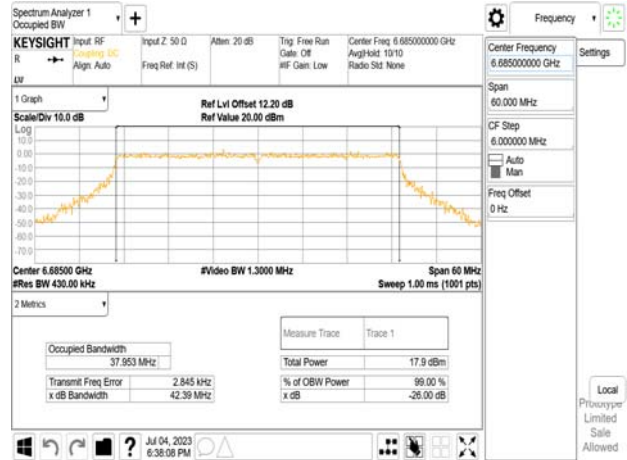 Spectrum Analyzer 1
Occupied BW
Frequency
KEYSIGHT
Input: RF
Coupling: DC
Align: Auto
R
LXI
Input Z: 50 Ω
Freq Ref: Int (S)
Atten: 20 dB
Trig: Free Run
Gate: Off
#IF Gain: Low
Center Freq: 6.685000000 GHz
Avg|Hold: 10/10
Radio Std: None
Center Frequency
6.685000000 GHz
Settings
Span
60.000 MHz
CF Step
6.000000 MHz
Auto
Man
Freq Offset
0 Hz
1 Graph
Scale/Div 10.0 dB
Ref Lvl Offset 12.20 dB
Ref Value 20.00 dBm
Log
10.0
0.00
-10.0
-20.0
-30.0
-40.0
-50.0
-60.0
-70.0
Center 6.68500 GHz
#Res BW 430.00 kHz
#Video BW 1.3000 MHz
Span 60 MHz
Sweep 1.00 ms (1001 pts)
2 Metrics
Measure Trace
Trace 1
Occupied Bandwidth
37.953 MHz
Total Power
17.9 dBm
Transmit Freq Error
2.845 kHz
% of OBW Power
99.00 %
x dB Bandwidth
42.39 MHz
x dB
-26.00 dB
Local
Prototype
Limited
Sale
Allowed
?
Jul 04, 2023
6:38:08 PM